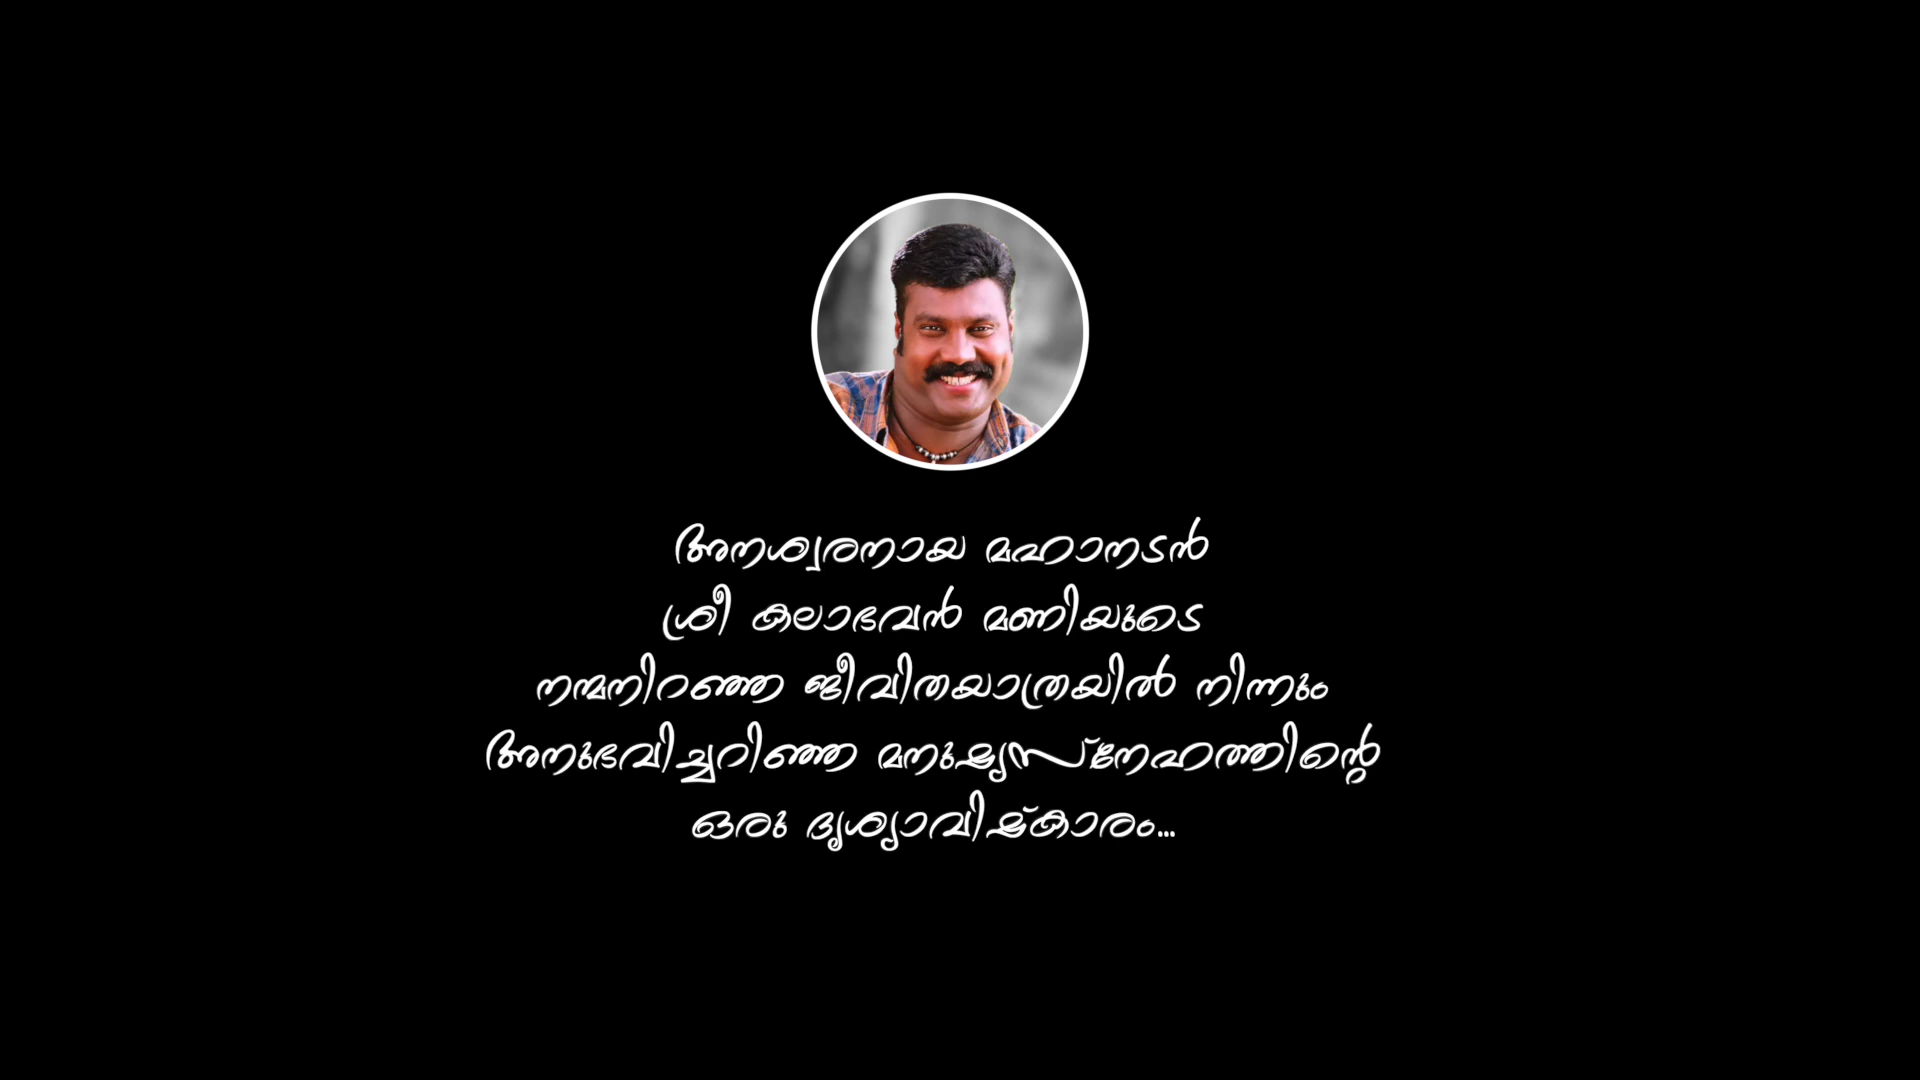 അനശ്വരനായ മഹാനടൻ
ശ്രീ കലാഭവൻ മണിയുടെ
നന്മനിറഞ്ഞ ജീവിതയാത്രയിൽ നിന്നും
അനുഭവിച്ചറിഞ്ഞ മനുഷ്യസ്നേഹത്തിന്റെ
ഒരു ദൃശ്യാവിഷ്കാരം...